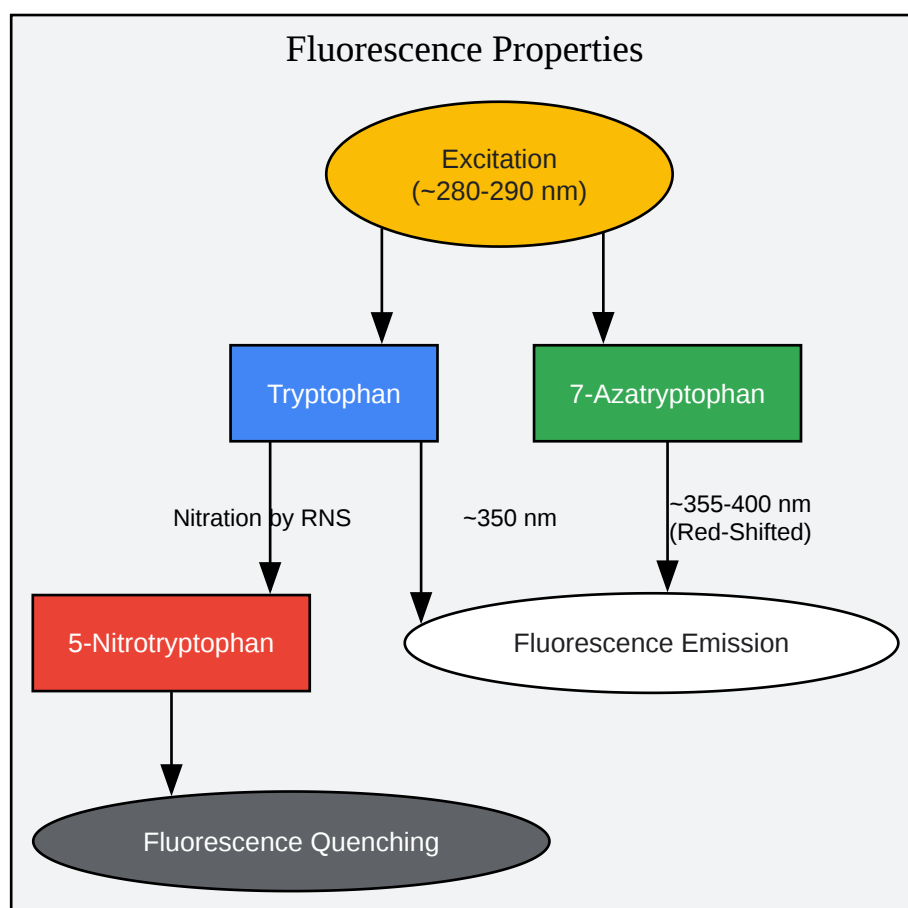 Fluorescence Properties
Excitation
(~280-290 nm)
Tryptophan
7-Azatryptophan
Nitration by RNS
~350 nm
~355-400 nm
(Red-Shifted)
5-Nitrotryptophan
Fluorescence Emission
Fluorescence Quenching